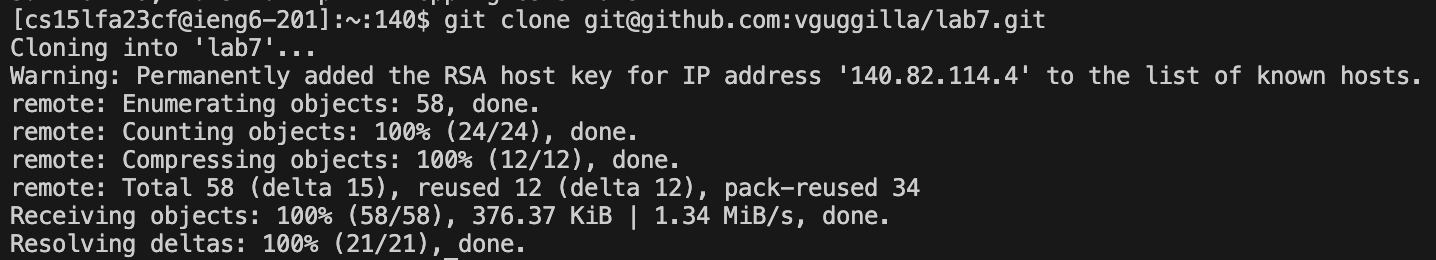 [cs15lfa23cf@ieng6-201]:~:140$ git clone git@github.com:vguggilla/lab7.git
Cloning into 'lab7'...
Warning: Permanently added the RSA host key for IP address '140.82.114.4' to the list of known hosts.
remote: Enumerating objects: 58, done.
remote: Counting objects: 100% (24/24), done.
remote: Compressing objects: 100% (12/12), done.
remote: Total 58 (delta 15), reused 12 (delta 12), pack-reused 34
Receiving objects: 100% (58/58), 376.37 KiB | 1.34 MiB/s, done.
Resolving deltas: 100% (21/21), done.